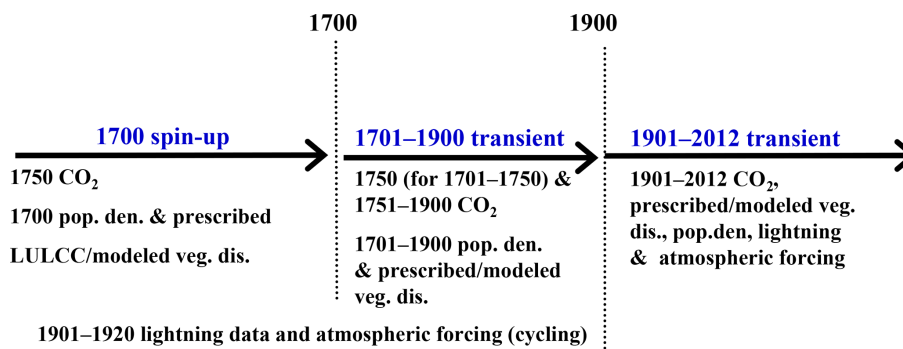 1700
1900
1700 spin-up
1750 CO₂
1700 pop. den. & prescribed
LULCC/modeled veg. dis.
1701–1900 transient
1750 (for 1701–1750) &
1751–1900 CO₂
1701–1900 pop. den.
& prescribed/modeled
veg. dis.
1901–2012 transient
1901–2012 CO₂,
prescribed/modeled veg.
dis., pop.den, lightning
& atmospheric forcing
1901–1920 lightning data and atmospheric forcing (cycling)